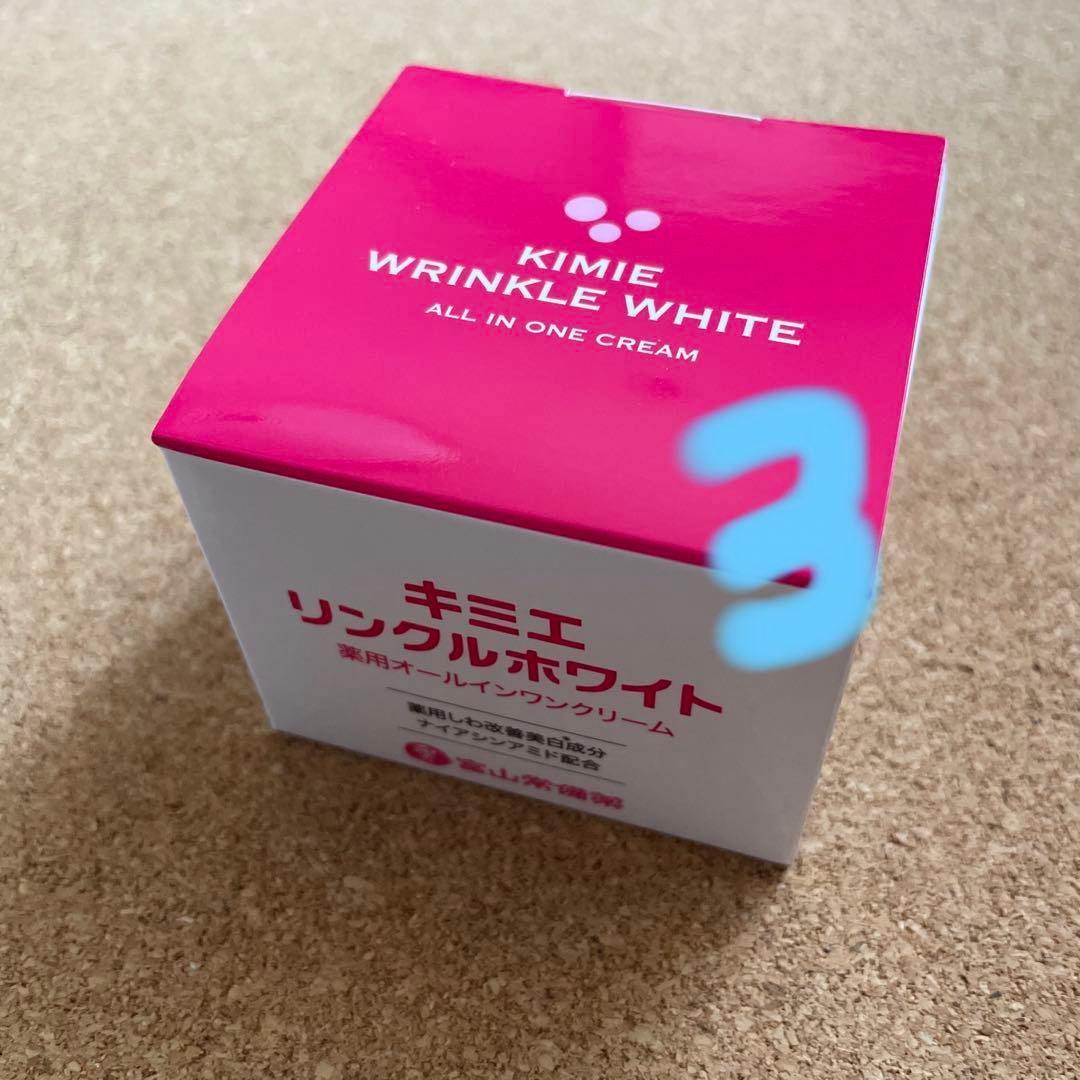 KIMIE
WRINKLE WHITE
ALL IN ONE CREAM
3
キミエ
リンクルホワイト
薬用オールインワンクリーム
薬用しわ改善美白*成分
ナイアシンアミド配合
富山常備薬